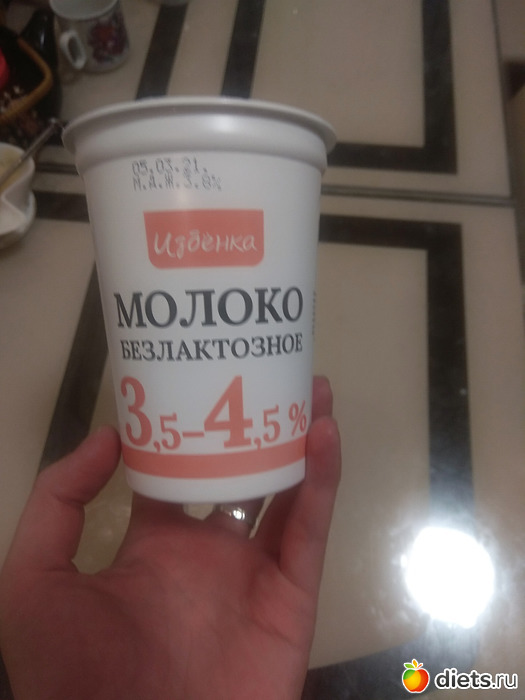 05.03.21.
М.Д.Ж.3.8%
Избёнка
МОЛОКО
БЕЗЛАКТОЗНОЕ
3,5–4,5 %
diets.ru